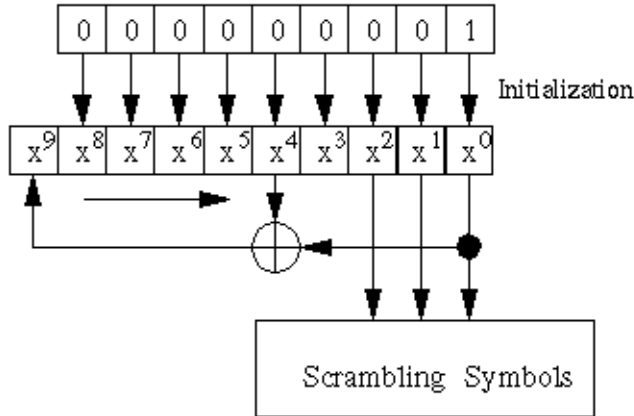 0 0 0 0 0 0 0 0 1
Initialization
x⁹ x⁸ x⁷ x⁶ x⁵ x⁴ x³ x² x¹ x⁰
Scrambling Symbols